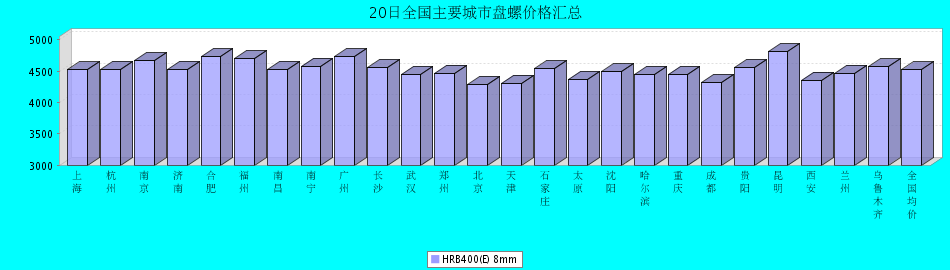 20日全国主要城市盘螺价格汇总
5000
4500
4000
3500
3000
上海
杭州
南京
济南
合肥
福州
南昌
南宁
广州
长沙
武汉
郑州
北京
天津
石家庄
太原
沈阳
哈尔滨
重庆
成都
贵阳
昆明
西安
兰州
乌鲁木齐
全国均价
HRB400(E) 8mm